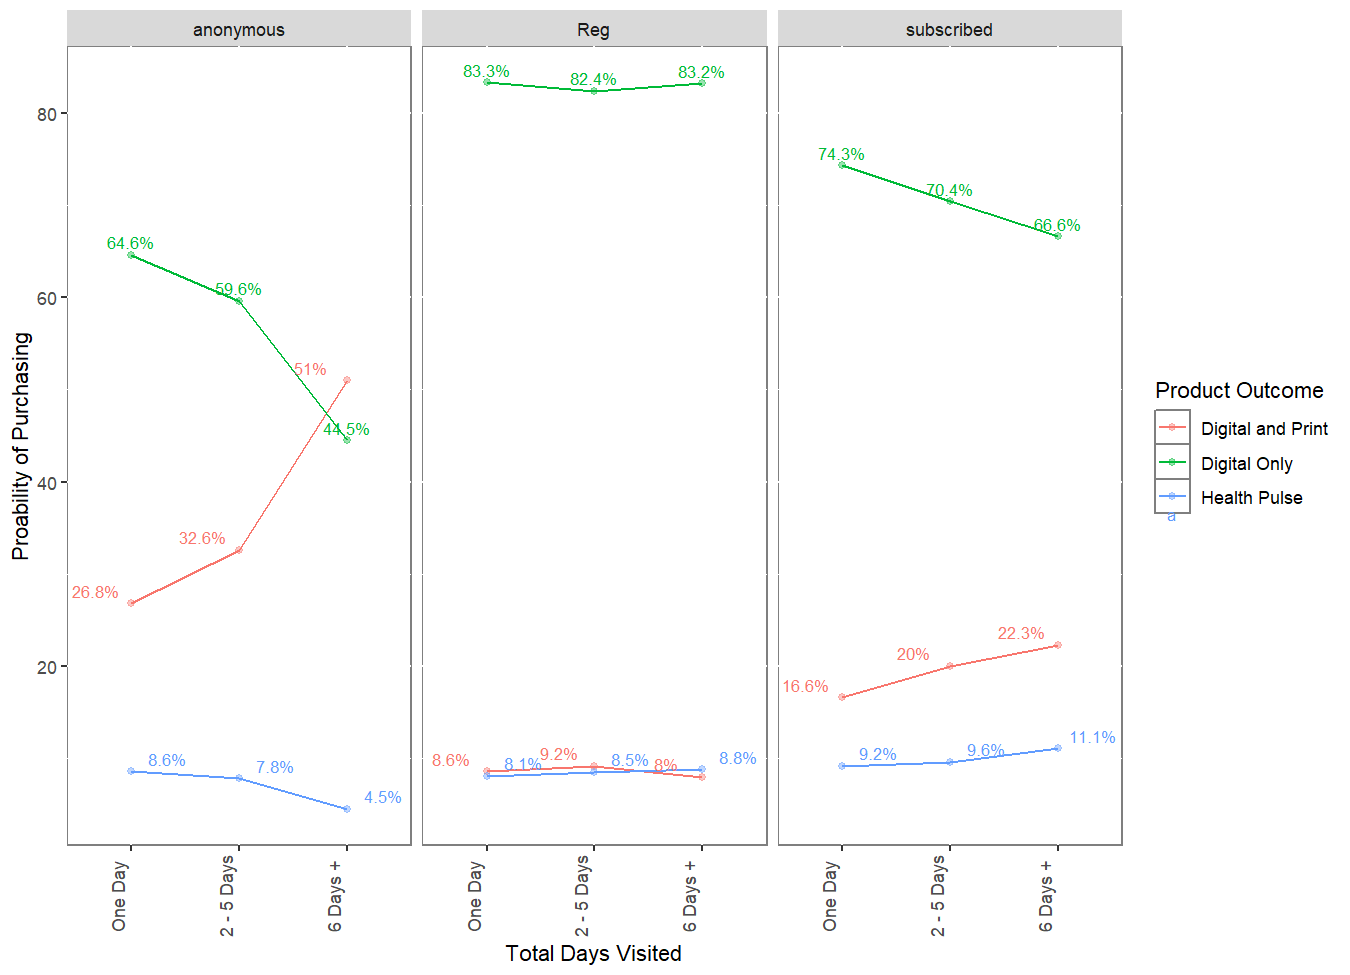 anonymous
Reg
subscribed
Proability of Purchasing
80
60
40
20
64.6%
59.6%
51%
44.5%
32.6%
26.8%
8.6%
7.8%
4.5%
83.3%
82.4%
83.2%
8.6%
8.1%
9.2%
8.5%
8%
8.8%
74.3%
70.4%
66.6%
16.6%
20%
22.3%
9.2%
9.6%
11.1%
One Day
2 - 5 Days
6 Days +
One Day
2 - 5 Days
6 Days +
One Day
2 - 5 Days
6 Days +
Total Days Visited
Product Outcome
Digital and Print
Digital Only
Health Pulse
a